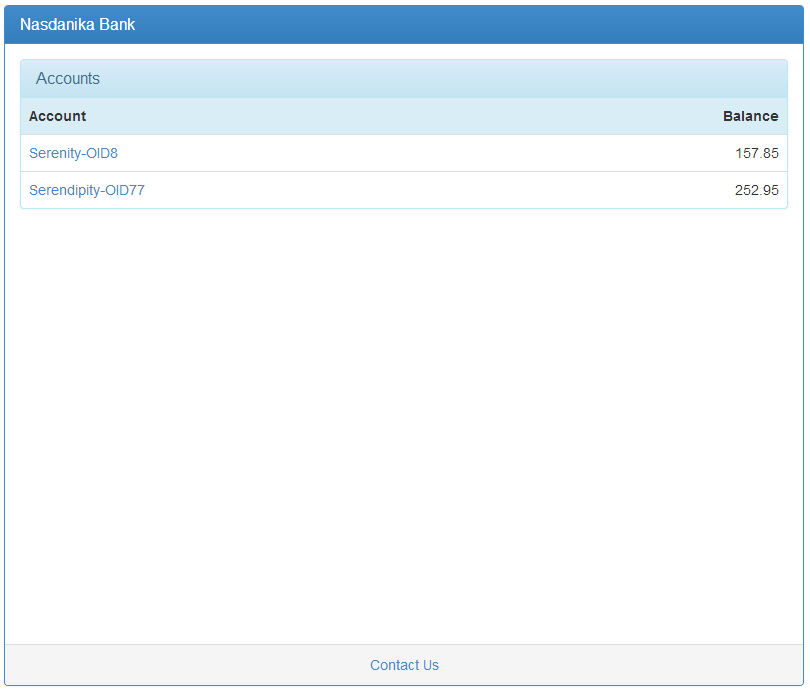 Nasdanika Bank
Accounts
Account Balance
Serenity-OID8 157.85
Serendipity-OID77 252.95
Contact Us